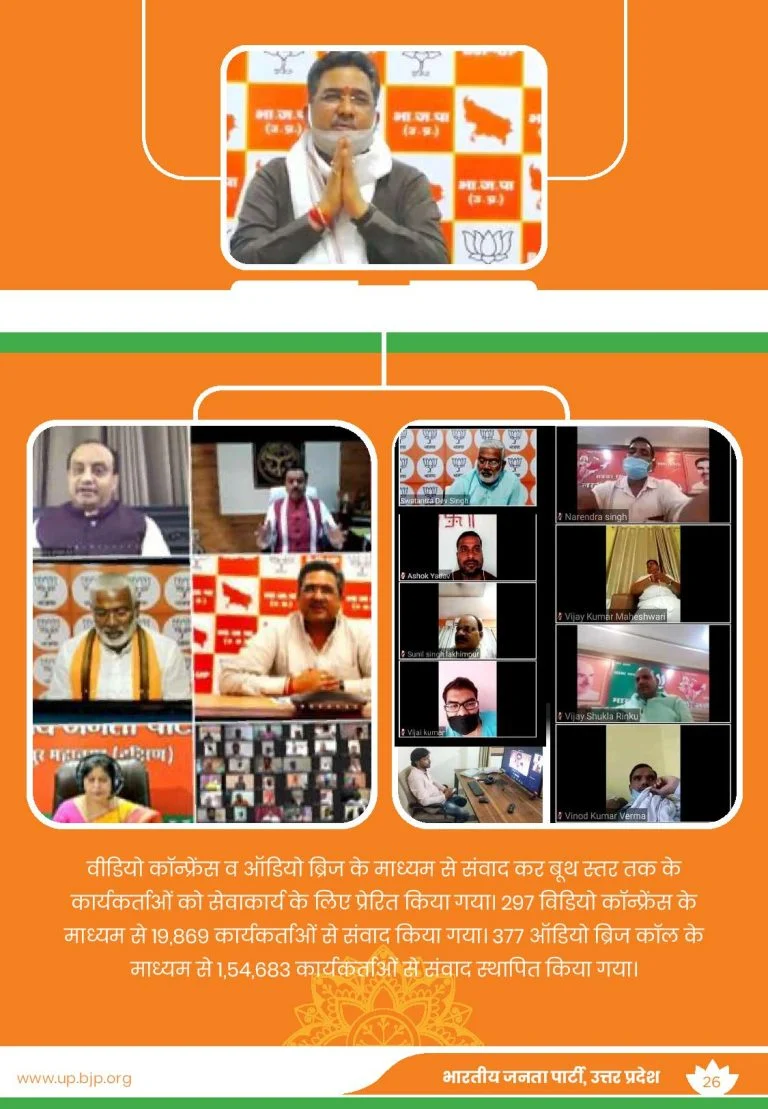 भा.ज.पा
(उ.प्र.)
भा.ज.पा
(उ.प्र.)
भा.ज.पा
(उ.प्र.)
Swatantra Dev Singh
Narendra singh
Ashok Yadav
Vijay Kumar Maheshwari
Sunil singh lakhimpur
Vijay Shukla Rinku
Vijai kumar
Vinod Kumar Verma
वीडियो कॉन्फ्रेंस व ऑडियो ब्रिज के माध्यम से संवाद कर बूथ स्तर तक के
कार्यकर्ताओं को सेवाकार्य के लिए प्रेरित किया गया। 297 विडियो कॉन्फ्रेंस के
माध्यम से 19,869 कार्यकर्ताओं से संवाद किया गया। 377 ऑडियो ब्रिज कॉल के
माध्यम से 1,54,683 कार्यकर्ताओं से संवाद स्थापित किया गया।
www.up.bjp.org
भारतीय जनता पार्टी, उत्तर प्रदेश
26